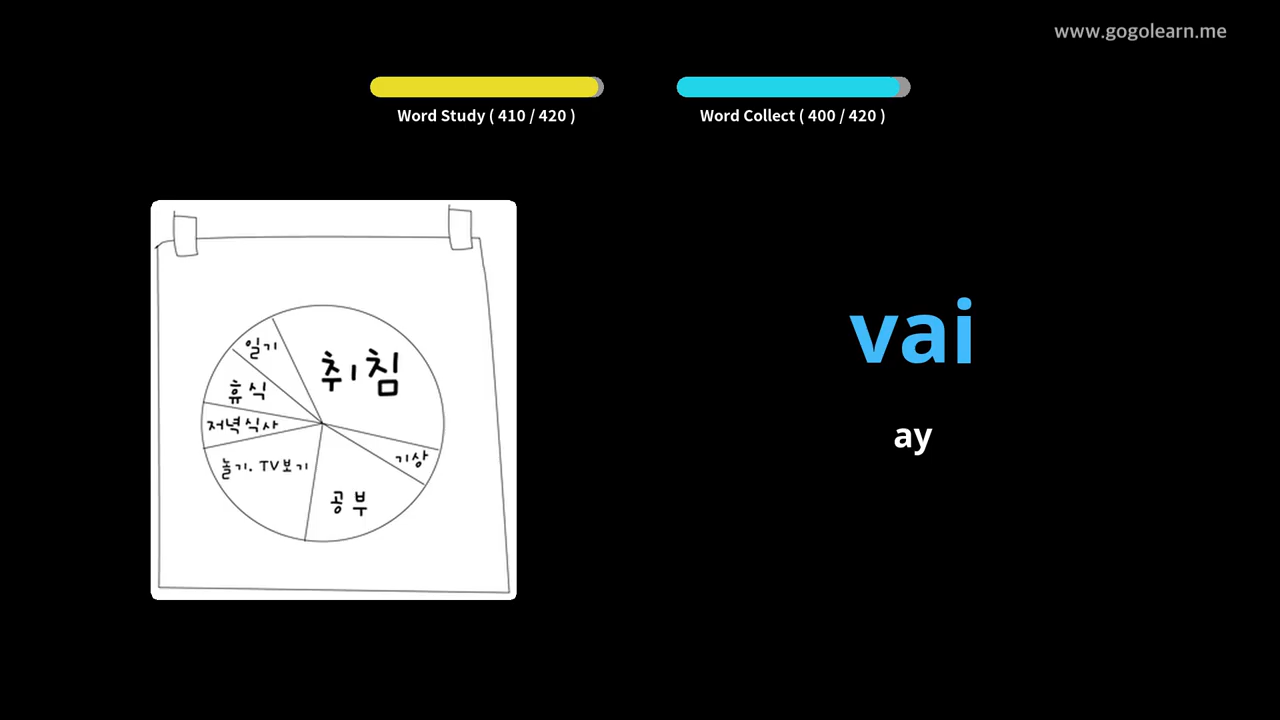 www.gogolearn.me
Word Study ( 410 / 420 )
Word Collect ( 400 / 420 )
일기
취침
휴식
저녁식사
놀기. TV보기
기상
공부
vai
ay